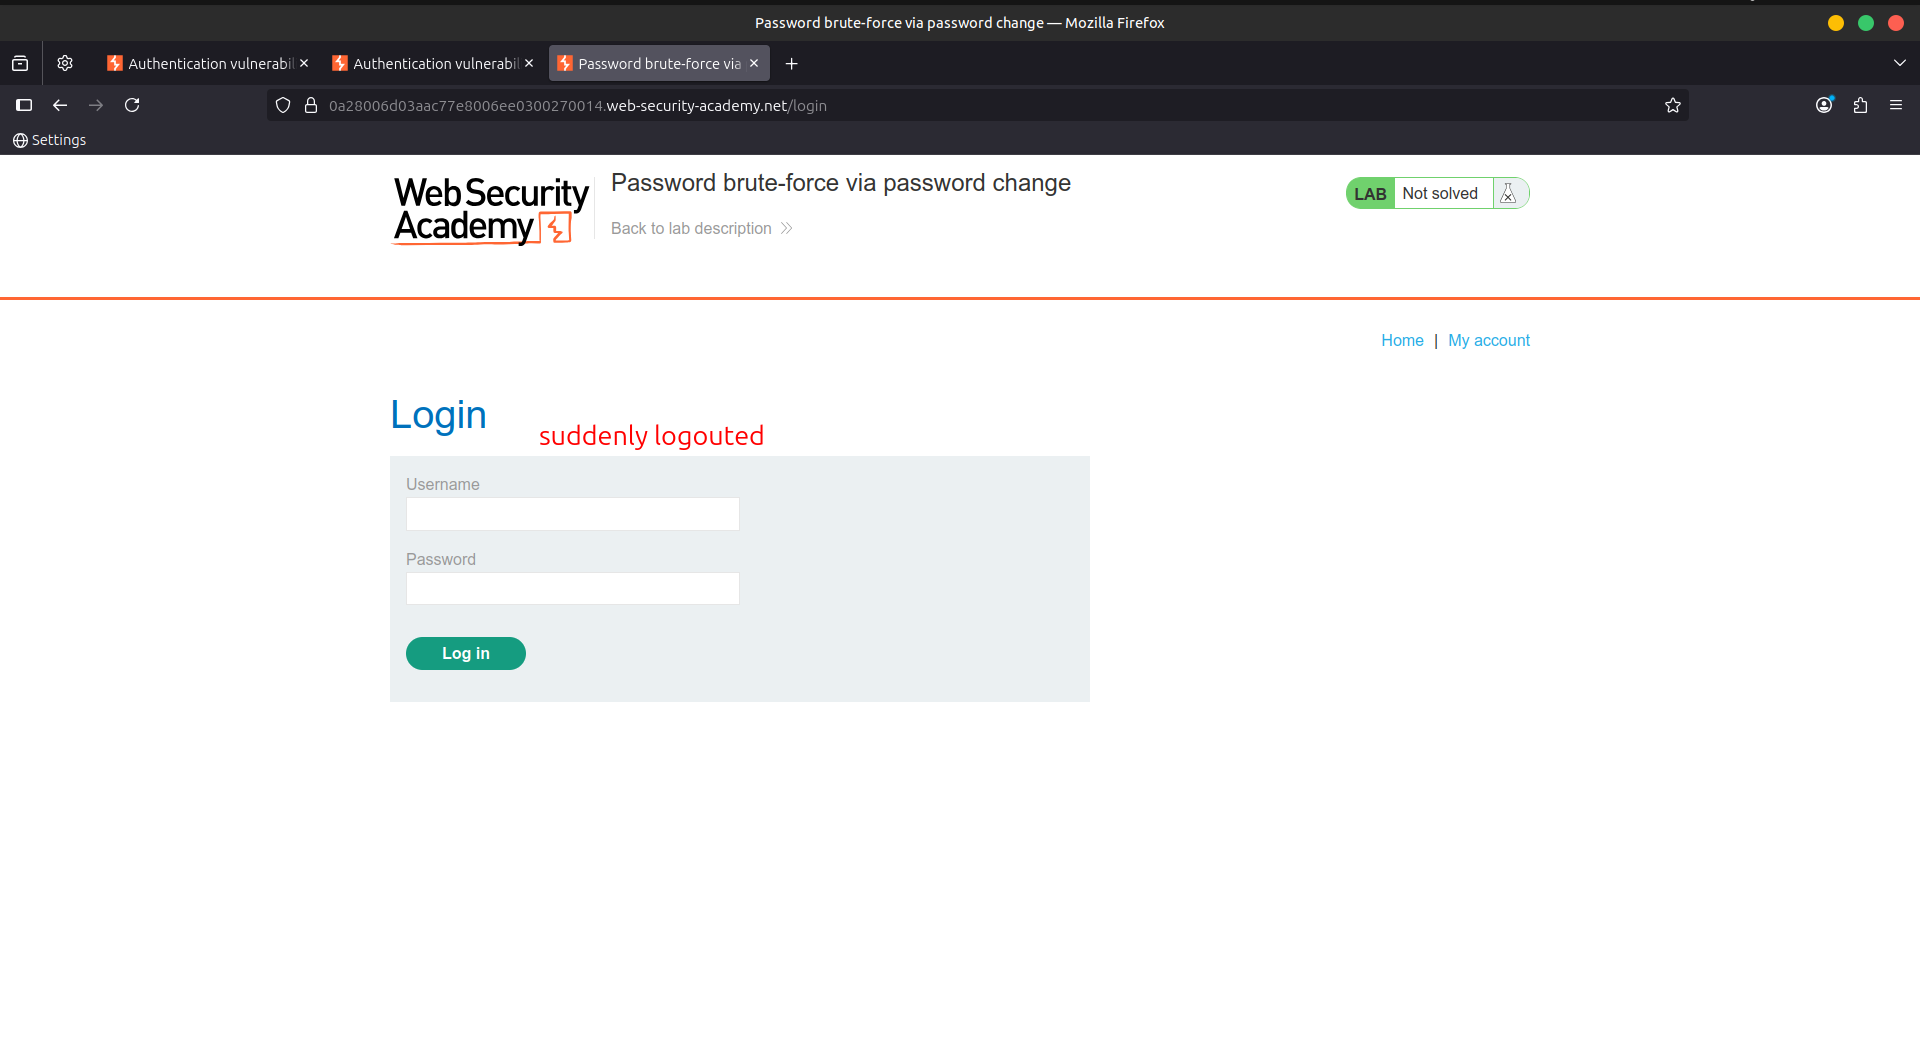 Password brute-force via password change — Mozilla Firefox
Authentication vulnerabil
Authentication vulnerabil
Password brute-force via
0a28006d03aac77e8006ee0300270014.web-security-academy.net/login
Settings
Web Security
Academy
Password brute-force via password change
Back to lab description
LAB Not solved
Home | My account
Login
suddenly logouted
Username
Password
Log in